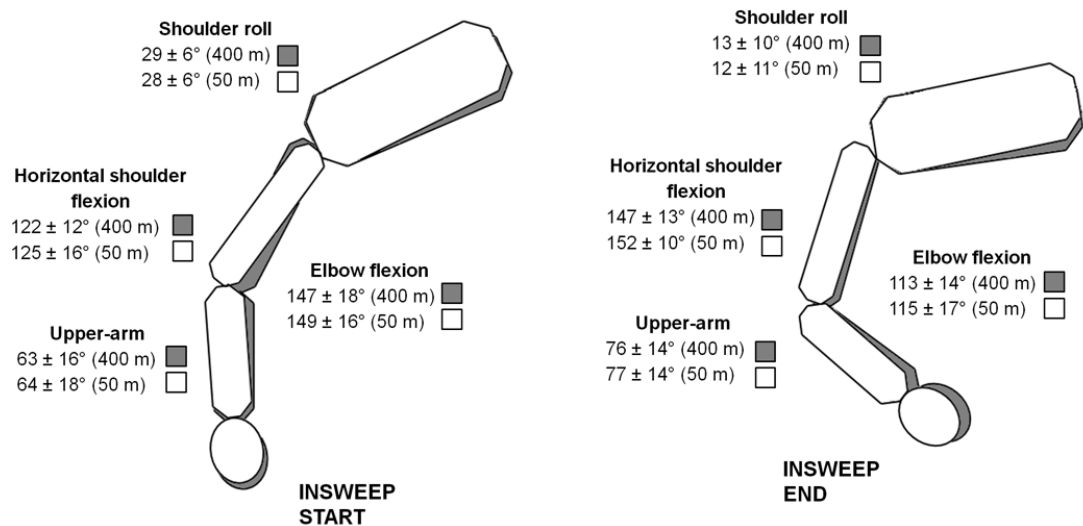 Shoulder roll
29 ± 6° (400 m)
28 ± 6° (50 m)
Horizontal shoulder
flexion
122 ± 12° (400 m)
125 ± 16° (50 m)
Elbow flexion
147 ± 18° (400 m)
149 ± 16° (50 m)
Upper-arm
63 ± 16° (400 m)
64 ± 18° (50 m)
INSWEEP
START
Shoulder roll
13 ± 10° (400 m)
12 ± 11° (50 m)
Horizontal shoulder
flexion
147 ± 13° (400 m)
152 ± 10° (50 m)
Elbow flexion
113 ± 14° (400 m)
115 ± 17° (50 m)
Upper-arm
76 ± 14° (400 m)
77 ± 14° (50 m)
INSWEEP
END